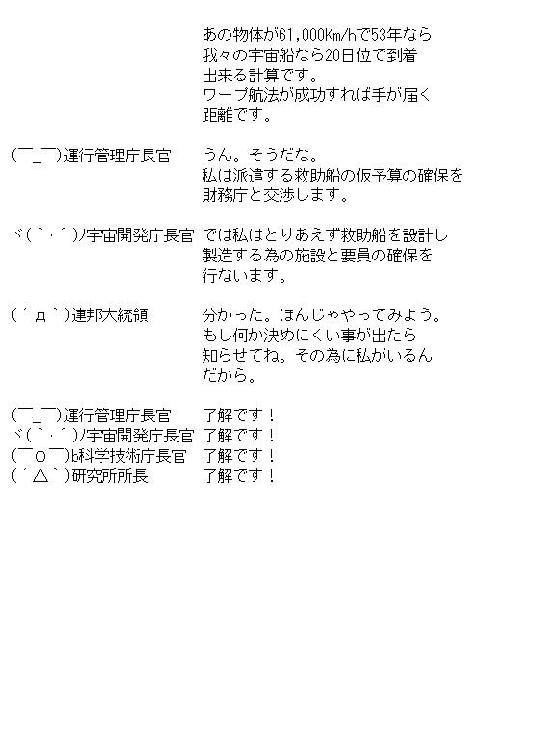 あの物体が61,000Km/hで53年なら
我々の宇宙船なら20日位で到着
出来る計算です。
ワープ航法が成功すれば手が届く
距離です。
(￣_￣)運行管理庁長官 うん。そうだな。
私は派遣する救助船の仮予算の確保を
財務庁と交渉します。
ヾ(｀・´)ﾉ宇宙開発庁長官 では私はとりあえず救助船を設計し
製造する為の施設と要員の確保を
行ないます。
(´д｀)連邦大統領 分かった。ほんじゃやってみよう。
もし何か決めにくい事が出たら
知らせてね。その為に私がいるん
だから。
(￣_￣)運行管理庁長官 了解です！
ヾ(｀・´)ﾉ宇宙開発庁長官 了解です！
(￣Ｏ￣)b科学技術庁長官 了解です！
(´△｀)研究所所長 了解です！